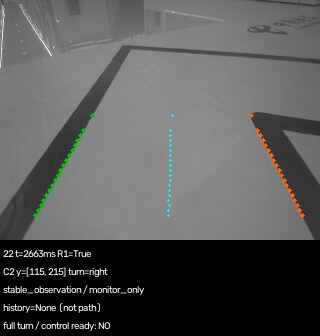 22 t=2663ms R1=True
C2 y=[115, 215] turn=right
stable_observation / monitor_only
history=None (not path)
full turn / control ready: NO